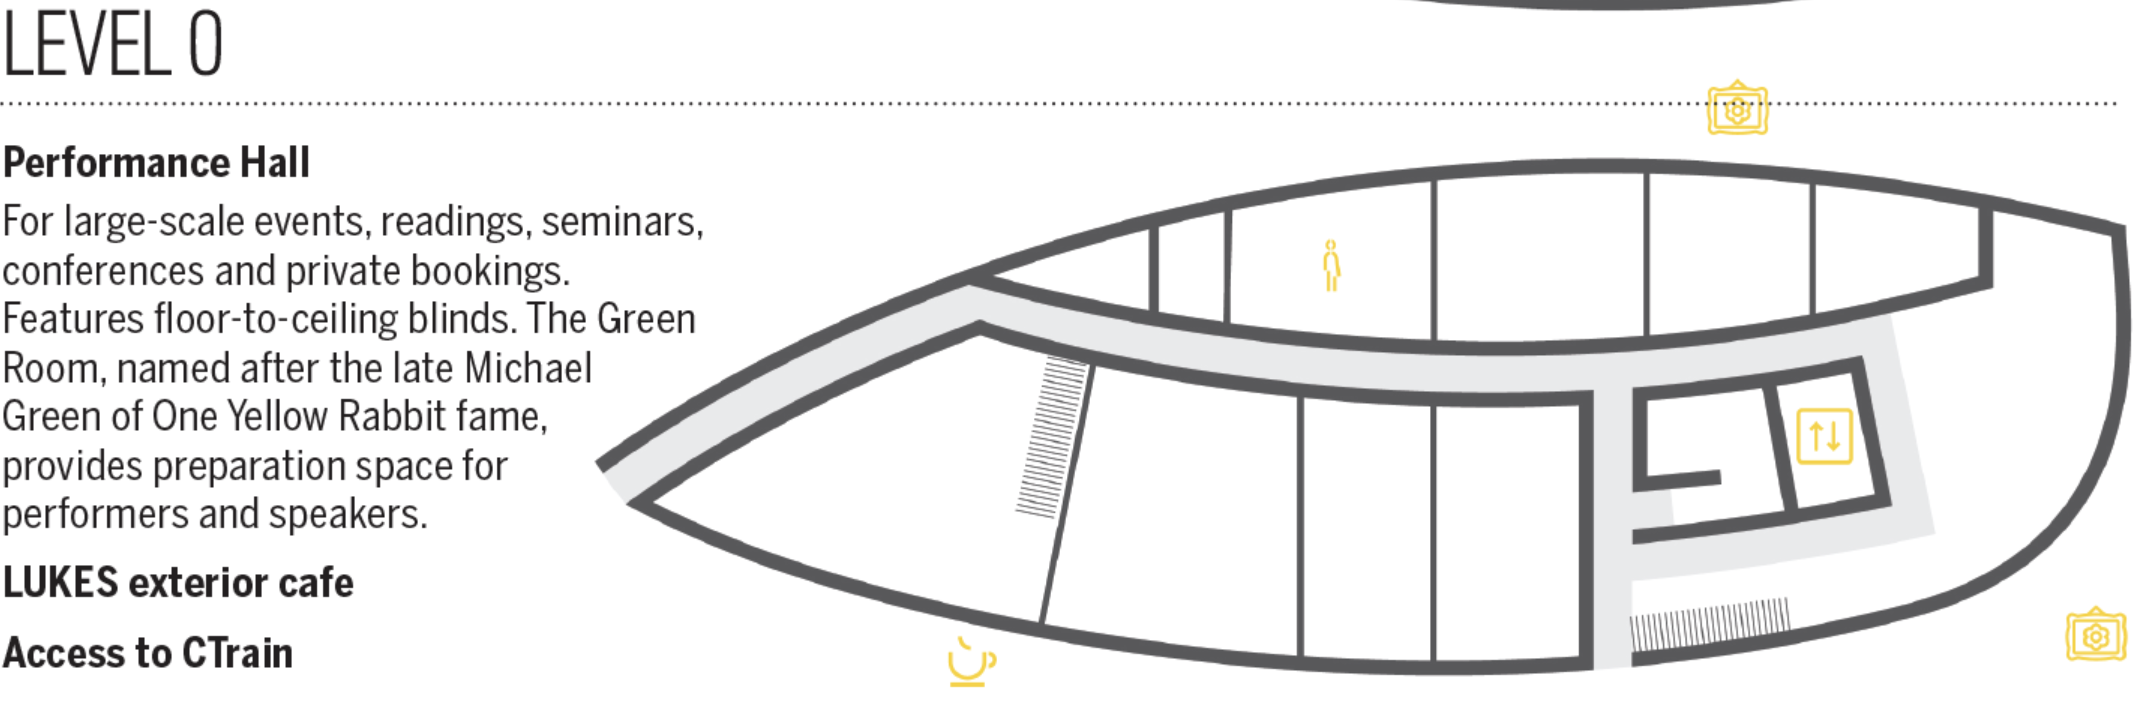 LEVEL 0
Performance Hall
For large-scale events, readings, seminars,
conferences and private bookings.
Features floor-to-ceiling blinds. The Green
Room, named after the late Michael
Green of One Yellow Rabbit fame,
provides preparation space for
performers and speakers.
LUKES exterior cafe
Access to CTrain